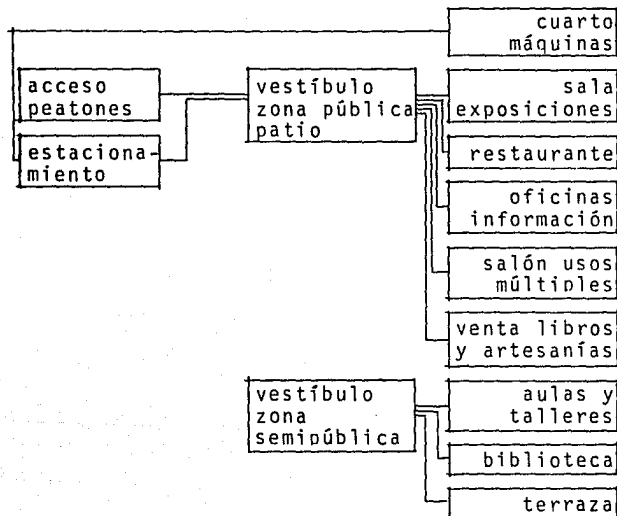 cuarto
máquinas
acceso
peatones
vestíbulo
zona pública
patio
sala
exposiciones
estaciona-
miento
restaurante
oficinas
información
salón usos
múltiples
venta libros
y artesanías
vestíbulo
zona
semipública
aulas y
talleres
biblioteca
terraza